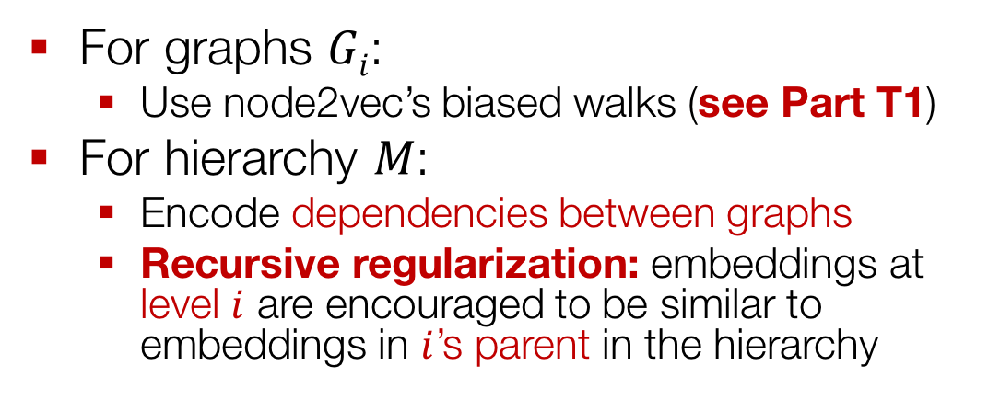 ▪ For graphs Gᵢ:
▪ Use node2vec’s biased walks (see Part T1)
▪ For hierarchy M:
▪ Encode dependencies between graphs
▪ Recursive regularization: embeddings at
level i are encouraged to be similar to
embeddings in i’s parent in the hierarchy